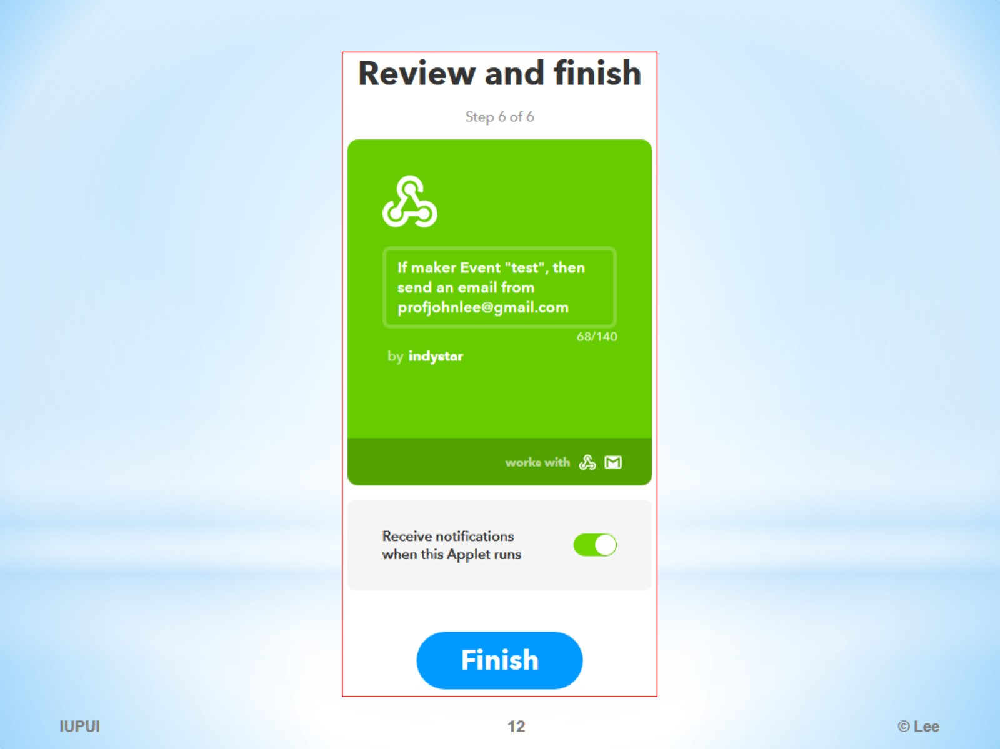 Review and finish
Step 6 of 6
If maker Event "test", then
send an email from
profjohnlee@gmail.com
68/140
by indystar
works with
Receive notifications
when this Applet runs
Finish
IUPUI
12
© Lee